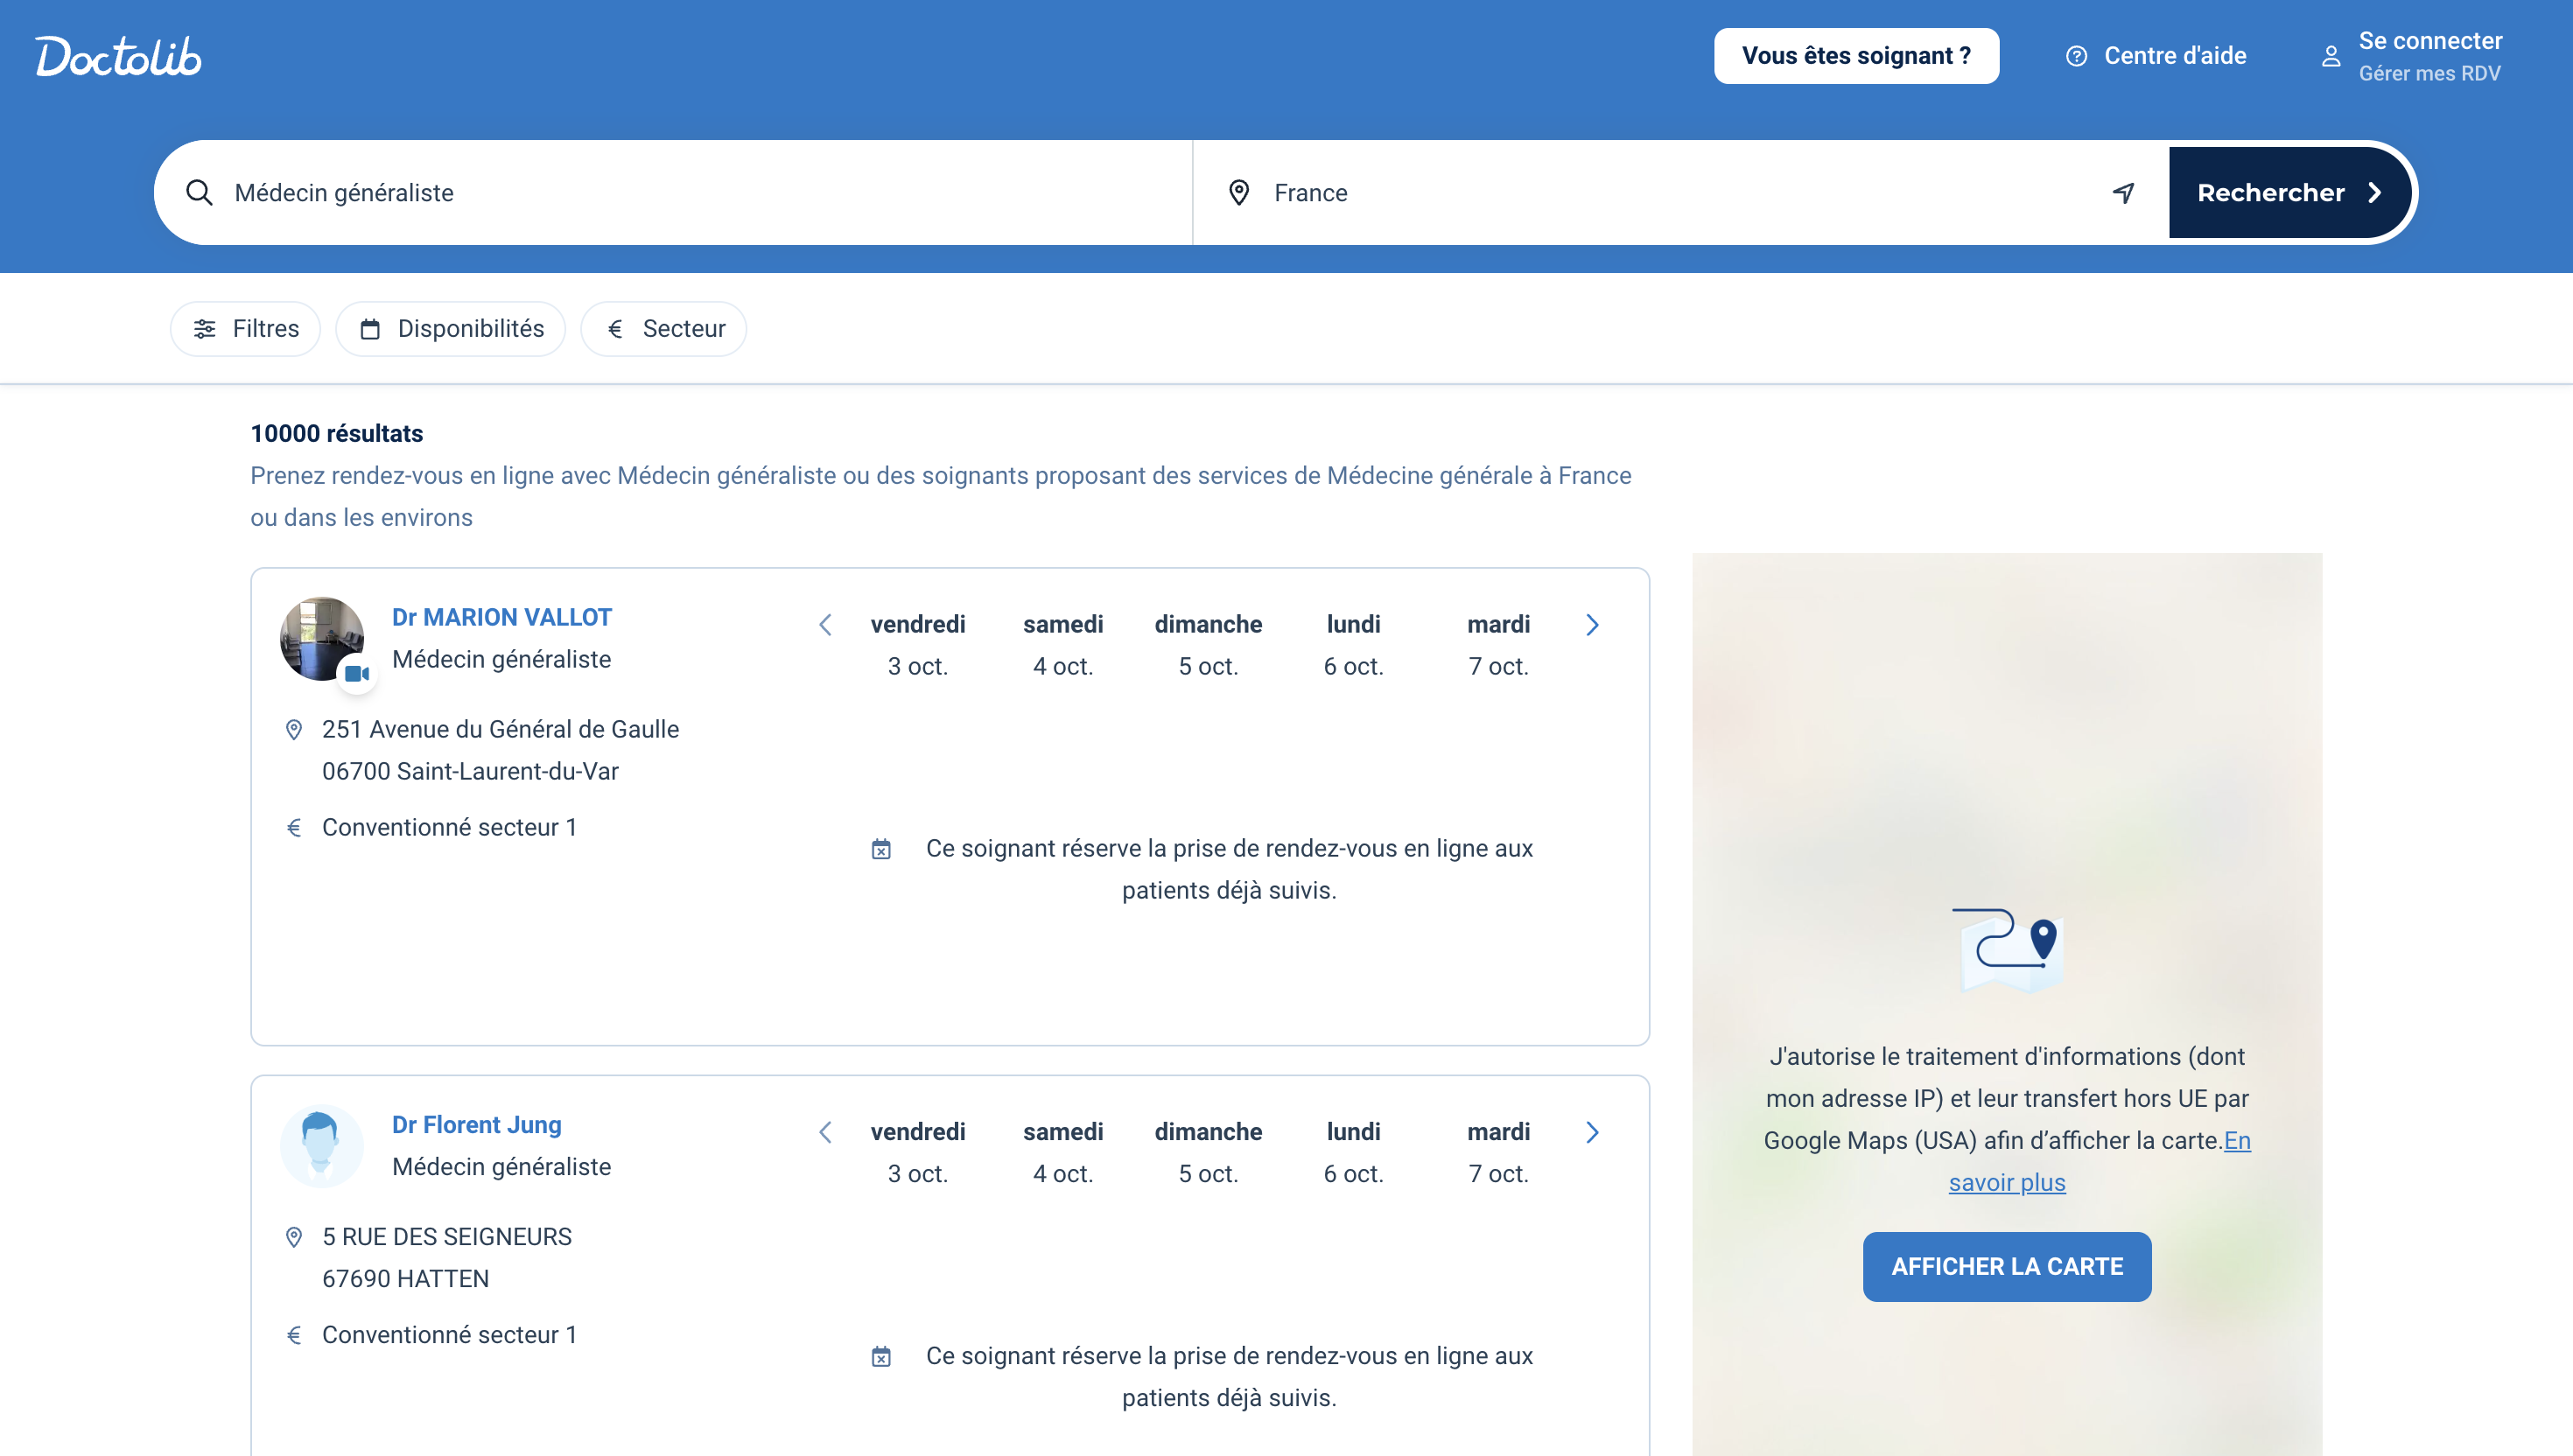 Doctolib
Vous êtes soignant ?
Centre d'aide
Se connecter
Gérer mes RDV
Médecin généraliste
France
Rechercher
Filtres
Disponibilités
€ Secteur
10000 résultats
Prenez rendez-vous en ligne avec Médecin généraliste ou des soignants proposant des services de Médecine générale à France
ou dans les environs
Dr MARION VALLOT
Médecin généraliste
251 Avenue du Général de Gaulle
06700 Saint-Laurent-du-Var
€ Conventionné secteur 1
vendredi samedi dimanche lundi mardi
3 oct. 4 oct. 5 oct. 6 oct. 7 oct.
Ce soignant réserve la prise de rendez-vous en ligne aux
patients déjà suivis.
Dr Florent Jung
Médecin généraliste
5 RUE DES SEIGNEURS
67690 HATTEN
€ Conventionné secteur 1
vendredi samedi dimanche lundi mardi
3 oct. 4 oct. 5 oct. 6 oct. 7 oct.
Ce soignant réserve la prise de rendez-vous en ligne aux
patients déjà suivis.
J'autorise le traitement d'informations (dont
mon adresse IP) et leur transfert hors UE par
Google Maps (USA) afin d’afficher la carte.En
savoir plus
AFFICHER LA CARTE